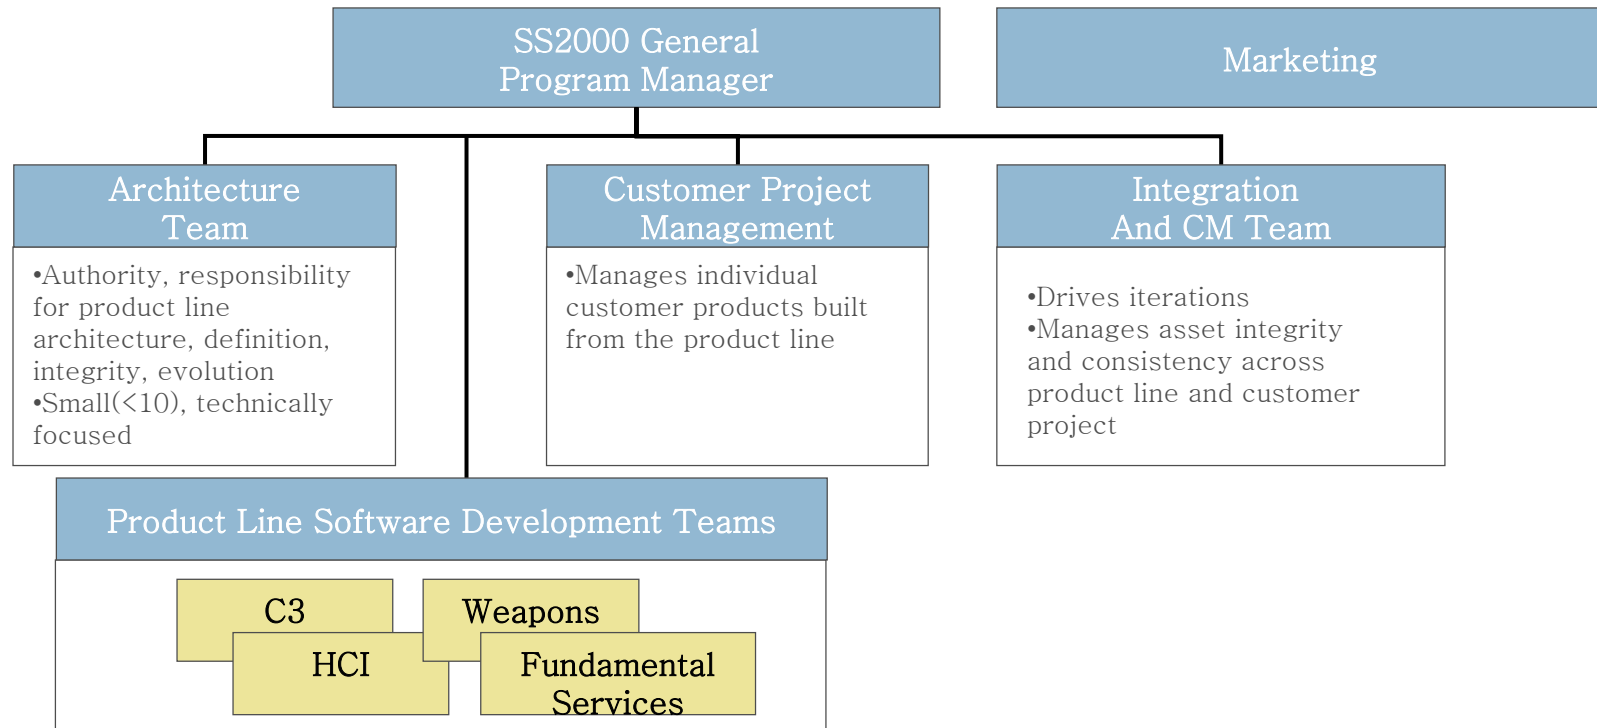 SS2000 General
Program Manager
Marketing
Architecture
Team
•Authority, responsibility
for product line
architecture, definition,
integrity, evolution
•Small(<10), technically
focused
Customer Project
Management
•Manages individual
customer products built
from the product line
Integration
And CM Team
•Drives iterations
•Manages asset integrity
and consistency across
product line and customer
project
Product Line Software Development Teams
C3
Weapons
HCI
Fundamental
Services